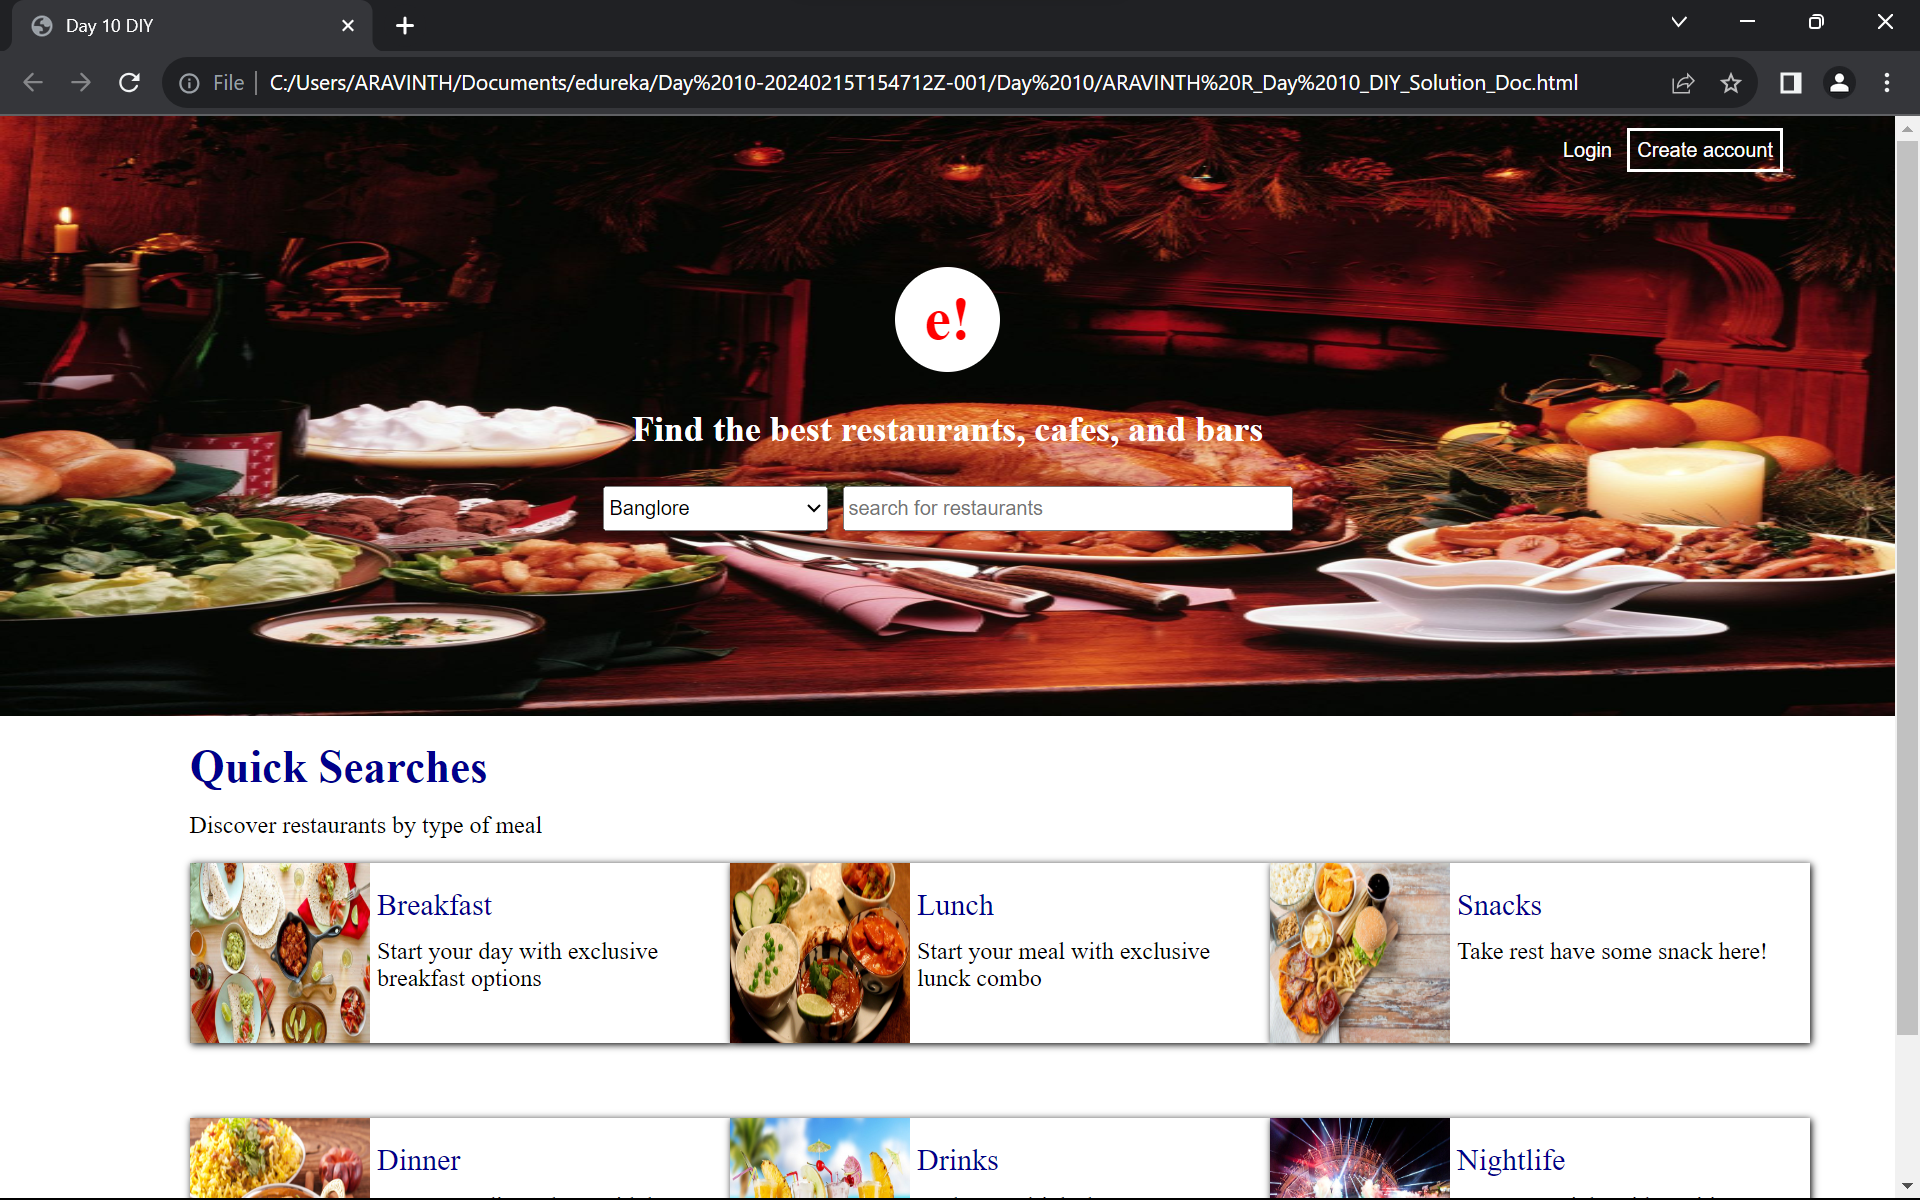 Day 10 DIY
File
C:/Users/ARAVINTH/Documents/edureka/Day%2010-20240215T154712Z-001/Day%2010/ARAVINTH%20R_Day%2010_DIY_Solution_Doc.html
Login
Create account
e!
Find the best restaurants, cafes, and bars
Banglore
search for restaurants
Quick Searches
Discover restaurants by type of meal
Breakfast
Start your day with exclusive
breakfast options
Lunch
Start your meal with exclusive
lunck combo
Snacks
Take rest have some snack here!
Dinner
Drinks
Nightlife